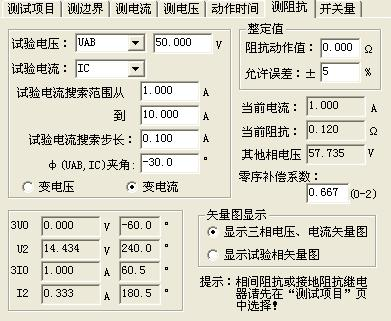 测试项目 测边界 测电流 测电压 动作时间 测阻抗 开关量
试验电压: UAB 50.000 V
试验电流: IC
试验电流搜索范围从 1.000 A
到 10.000 A
试验电流搜索步长: 0.100 A
φ(UAB,IC)夹角: -30.0 °
变电压 变电流
整定值
阻抗动作值: 0.000 Ω
允许误差: ± 5 %
当前电流: 1.000 A
当前阻抗: 0.120 Ω
其他相电压 57.735 V
零序补偿系数:
0.667 (0-2)
3U0 0.000 V -60.0 °
U2 14.434 V 240.0 °
3I0 1.000 A 60.5 °
I2 0.333 A 180.5 °
矢量图显示
显示三相电压、电流矢量图
显示试验相矢量图
提示: 相间阻抗或接地阻抗继电
器请先在“测试项目”页
中选择!